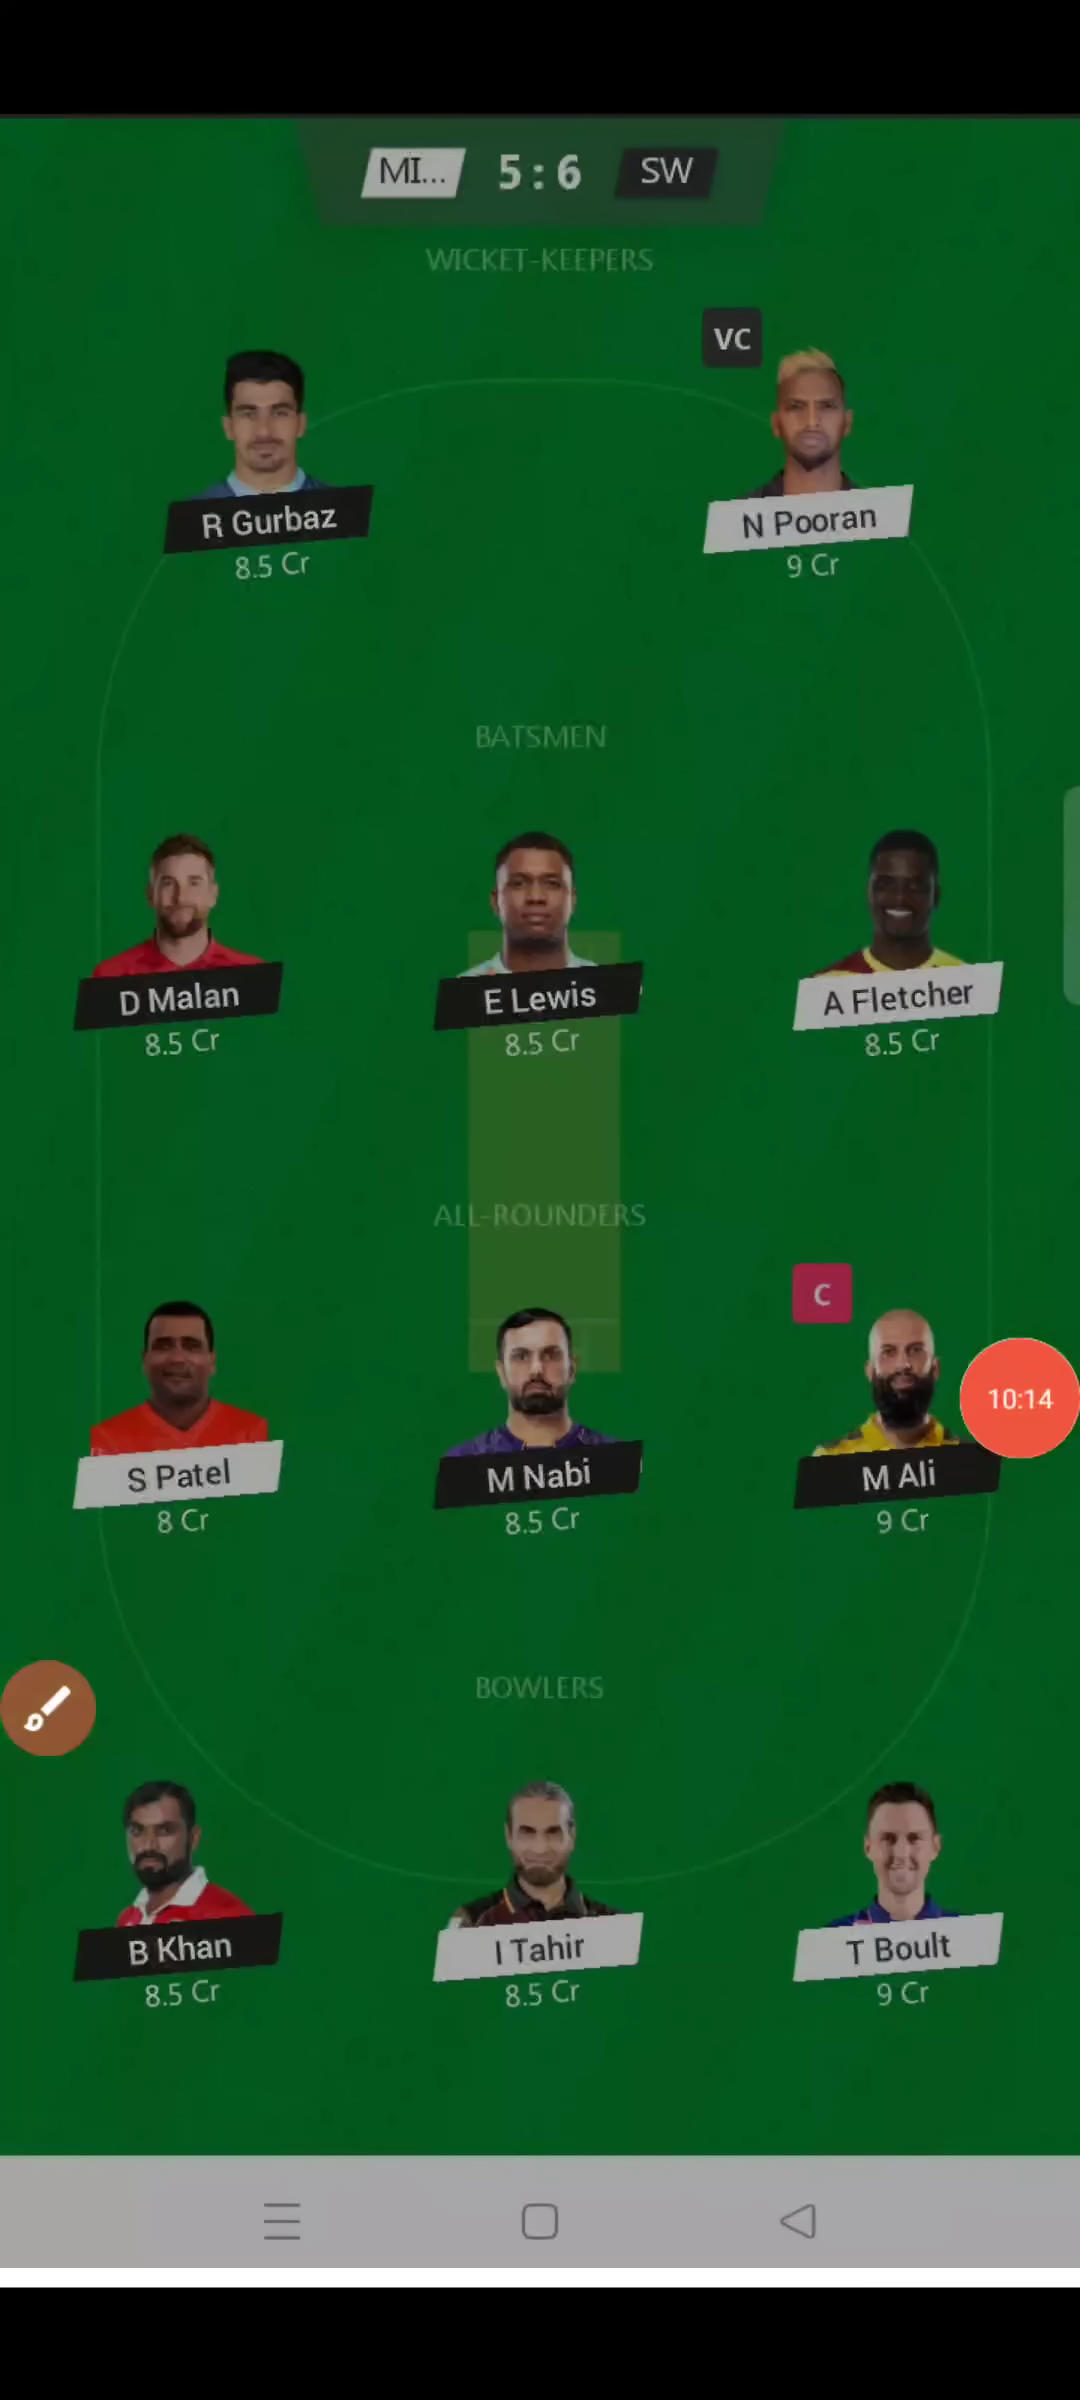 MI... 5 : 6 SW
WICKET-KEEPERS
VC
R Gurbaz N Pooran
8.5 Cr 9 Cr
BATSMEN
D Malan E Lewis A Fletcher
8.5 Cr 8.5 Cr 8.5 Cr
ALL-ROUNDERS
C
10:14
S Patel M Nabi M Ali
8 Cr 8.5 Cr 9 Cr
BOWLERS
B Khan I Tahir T Boult
8.5 Cr 8.5 Cr 9 Cr